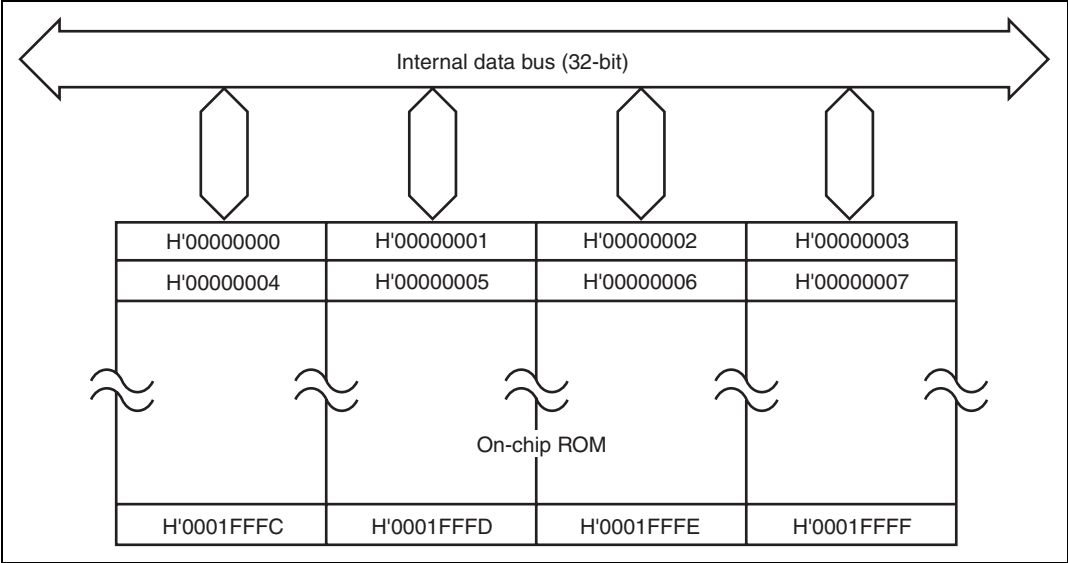 Internal data bus (32-bit)
H'00000000 H'00000001 H'00000002 H'00000003
H'00000004 H'00000005 H'00000006 H'00000007
On-chip ROM
H'0001FFFC H'0001FFFD H'0001FFFE H'0001FFFF